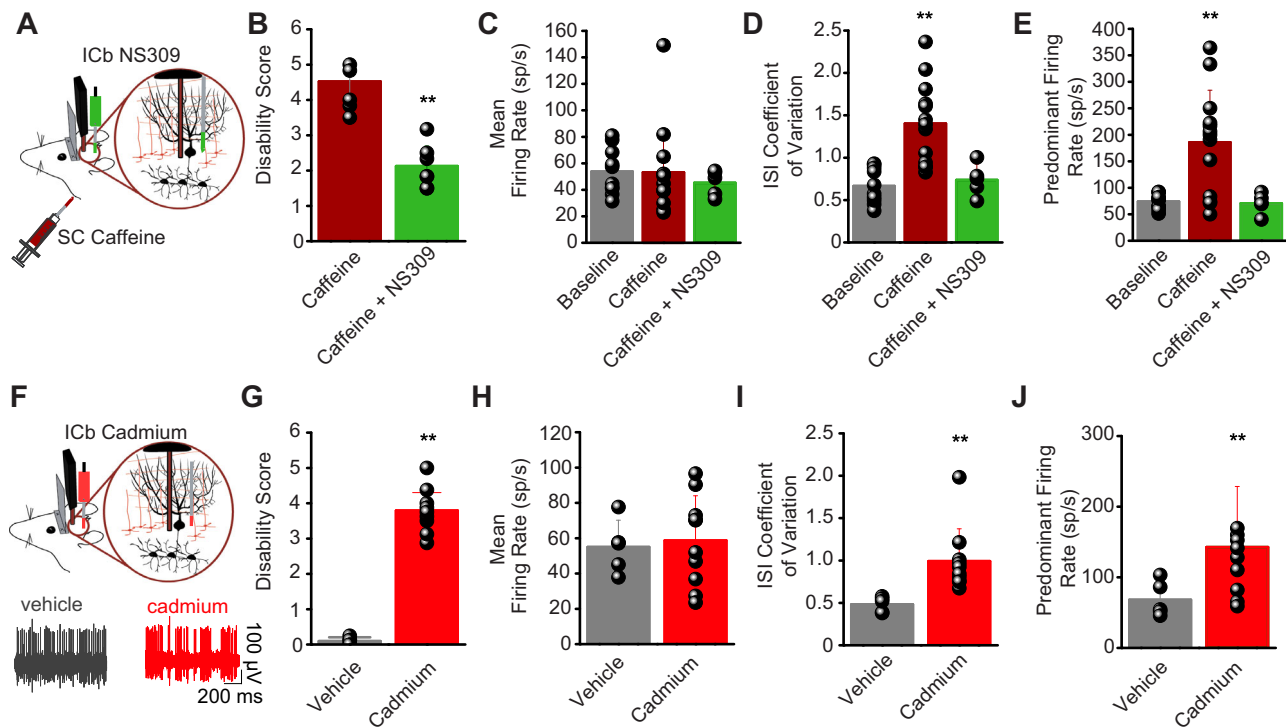 A
ICb NS309
SC Caffeine
B
Disability Score
6
5
4
3
2
1
0
**
Caffeine
Caffeine + NS309
C
Mean
Firing Rate (sp/s)
160
140
120
100
80
60
40
20
0
Baseline
Caffeine
Caffeine + NS309
D
ISI Coefficient
of Variation
2.5
2.0
1.5
1.0
0.5
0
**
Baseline
Caffeine
Caffeine + NS309
E
Predominant Firing
Rate (sp/s)
400
350
300
250
200
150
100
50
0
**
Baseline
Caffeine
Caffeine + NS309
F
ICb Cadmium
vehicle
cadmium
100 µV
200 ms
G
Disability Score
6
5
4
3
2
1
0
**
Vehicle
Cadmium
H
Mean
Firing Rate (sp/s)
120
100
80
60
40
20
0
Vehicle
Cadmium
I
ISI Coefficient
of Variation
2.5
2.0
1.5
1.0
0.5
0
**
Vehicle
Cadmium
J
Predominant Firing
Rate (sp/s)
300
200
100
0
**
Vehicle
Cadmium